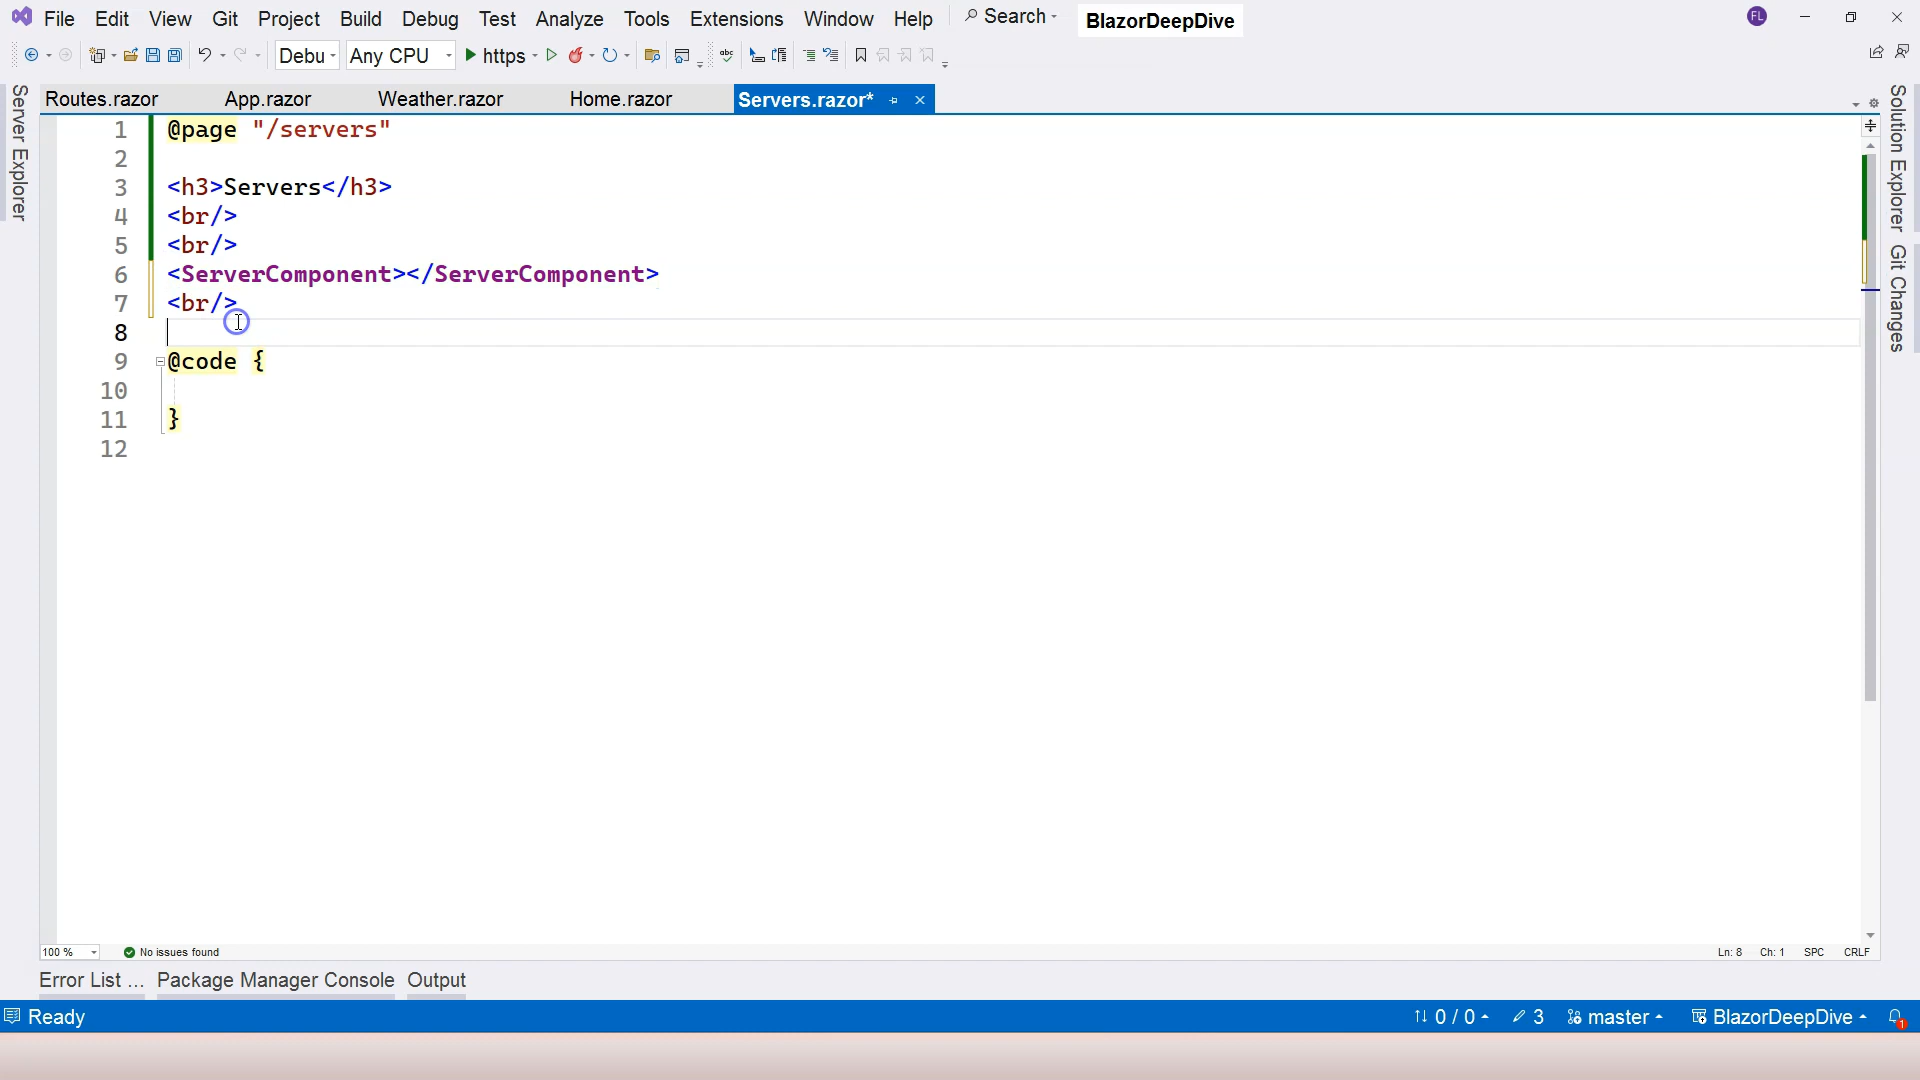 File Edit View Git Project Build Debug Test Analyze Tools Extensions Window Help Search BlazorDeepDive FL
Debu Any CPU https abc
Routes.razor App.razor Weather.razor Home.razor Servers.razor*
Server Explorer
Solution Explorer
Git Changes
1 @page "/servers"
2
3 <h3>Servers</h3>
4 <br/>
5 <br/>
6 <ServerComponent></ServerComponent>
7 <br/>
8
9 @code {
10
11 }
12
100 % No issues found Ln: 8 Ch: 1 SPC CRLF
Error List ... Package Manager Console Output
Ready 0 / 0 3 master BlazorDeepDive 1